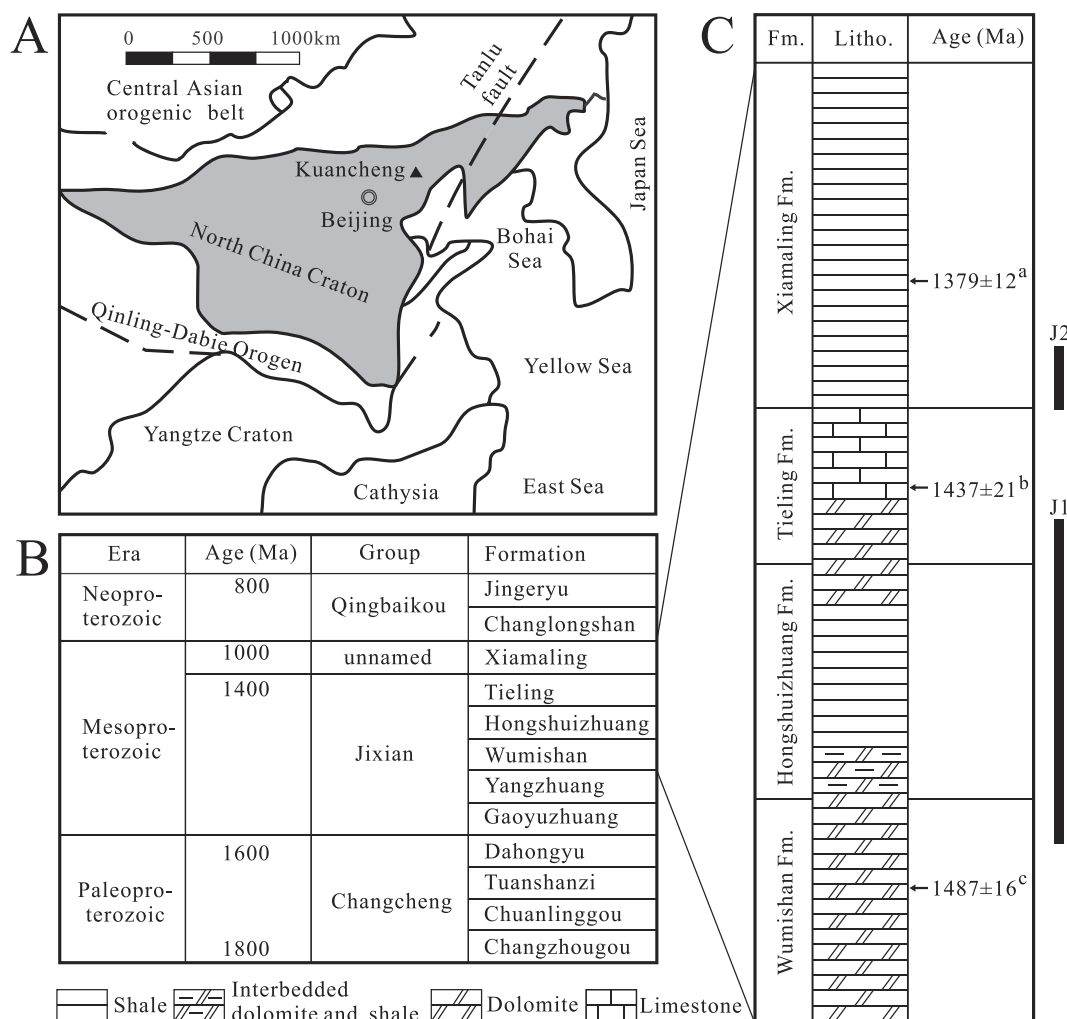 A
0 500 1000km
Central Asian
orogenic belt
Tanlu
fault
Japan Sea
Kuancheng
Beijing
Bohai
Sea
North China Craton
Qinling-Dabie Orogen
Yellow Sea
Yangtze Craton
Cathysia
East Sea
B
Era Age (Ma) Group Formation
Neopro-
terozoic
800
Qingbaikou
Jingeryu
Changlongshan
Mesopro-
terozoic
1000
unnamed
Xiamaling
1400
Jixian
Tieling
Hongshuizhuang
Wumishan
Yangzhuang
Gaoyuzhuang
Paleopro-
terozoic
1600
1800
Changcheng
Dahongyu
Tuanshanzi
Chuanlinggou
Changzhougou
Shale
Interbedded
dolomite and shale
Dolomite
Limestone
C
Fm. Litho. Age (Ma)
Xiamaling Fm.
1379±12a
J2
Tieling Fm.
1437±21b
J1
Hongshuizhuang Fm.
Wumishan Fm.
1487±16c